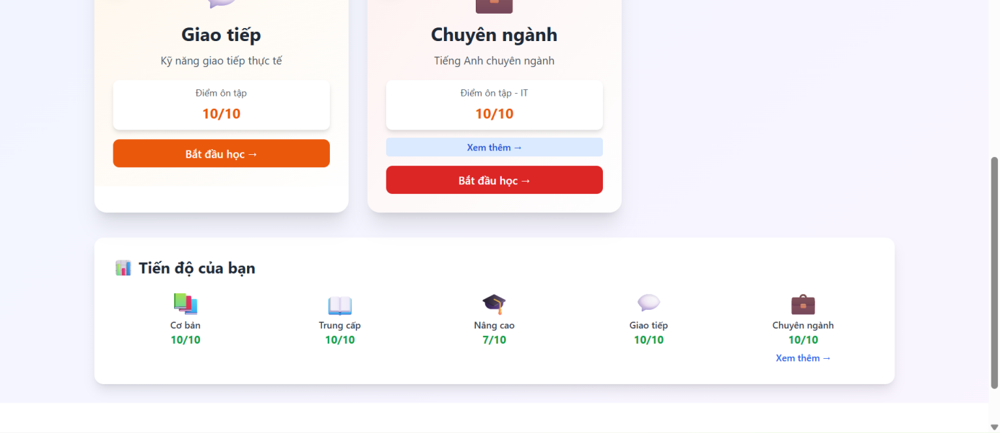 Giao tiếp
Kỹ năng giao tiếp thực tế
Điểm ôn tập
10/10
Bắt đầu học →
Chuyên ngành
Tiếng Anh chuyên ngành
Điểm ôn tập - IT
10/10
Xem thêm →
Bắt đầu học →
Tiến độ của bạn
Cơ bản
10/10
Trung cấp
10/10
Nâng cao
7/10
Giao tiếp
10/10
Chuyên ngành
10/10
Xem thêm →